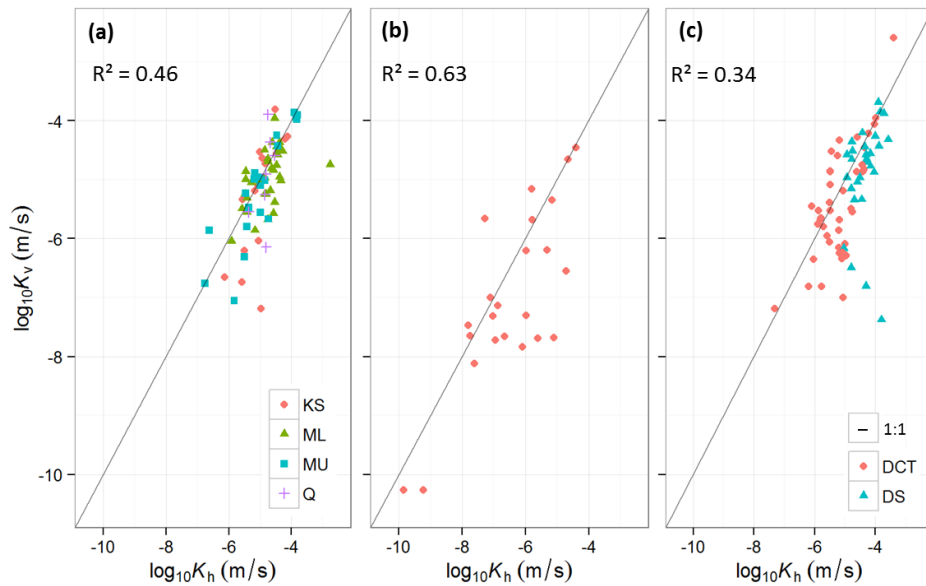 (a)
R² = 0.46
(b)
R² = 0.63
(c)
R² = 0.34
log₁₀Kᵥ (m/s)
-4
-6
-8
-10
KS
ML
MU
Q
1:1
DCT
DS
-10 -8 -6 -4
-10 -8 -6 -4
-10 -8 -6 -4
log₁₀Kₕ (m/s)
log₁₀Kₕ (m/s)
log₁₀Kₕ (m/s)